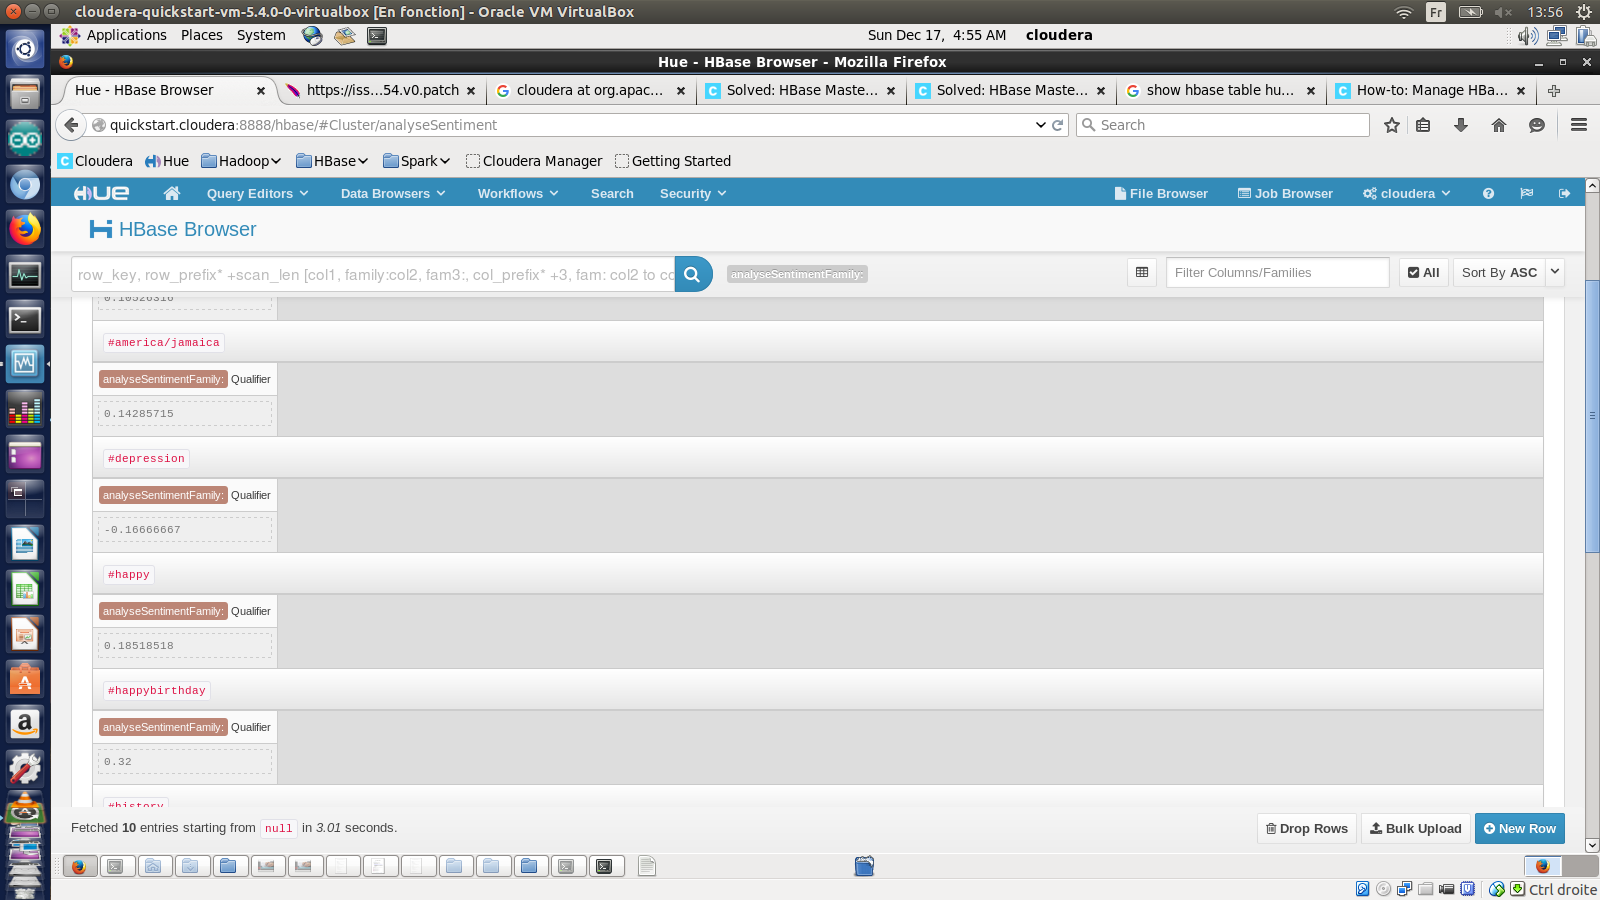 cloudera-quickstart-vm-5.4.0-0-virtualbox [En fonction] - Oracle VM VirtualBox
Fr
13:56
Applications Places System
Sun Dec 17, 4:55 AM cloudera
Hue - HBase Browser - Mozilla Firefox
Hue - HBase Browser
https://iss...54.v0.patch
cloudera at org.apac...
Solved: HBase Maste...
Solved: HBase Maste...
show hbase table hu...
How-to: Manage HBa...
quickstart.cloudera:8888/hbase/#Cluster/analyseSentiment
Search
Cloudera Hue Hadoop HBase Spark Cloudera Manager Getting Started
HUE Query Editors Data Browsers Workflows Search Security File Browser Job Browser cloudera
HBase Browser
row_key, row_prefix* +scan_len [col1, family:col2, fam3:, col_prefix* +3, fam: col2 to co
analyseSentimentFamily:
Filter Columns/Families
All
Sort By ASC
0.10526316
#america/jamaica
analyseSentimentFamily: Qualifier
0.14285715
#depression
analyseSentimentFamily: Qualifier
-0.16666667
#happy
analyseSentimentFamily: Qualifier
0.18518518
#happybirthday
analyseSentimentFamily: Qualifier
0.32
#history
Fetched 10 entries starting from null in 3.01 seconds.
Drop Rows
Bulk Upload
New Row
Ctrl droite